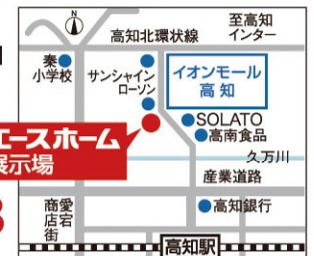 N
高知北環状線
至高知
インター
秦
小学校
サンシャイン
ローソン
イオンモール
高知
SOLATO
高南食品
エースホーム
展示場
久万川
産業道路
愛宕
商店街
高知銀行
高知駅